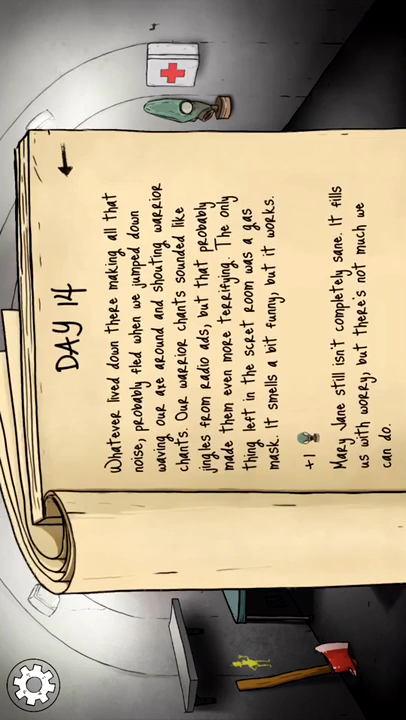 DAY 14
Whatever lived down there making all that
noise, probably fled when we jumped down
waving our axe around and shouting warrior
chants. Our warrior chants sounded like
jingles from radio ads, but that probably
made them even more terrifying. The only
thing left in the scret room was a gas
mask. It smells a bit funny, but it works.
+1
Mary Jane still isn't completely sane. It fills
us with worry, but there's not much we
can do.